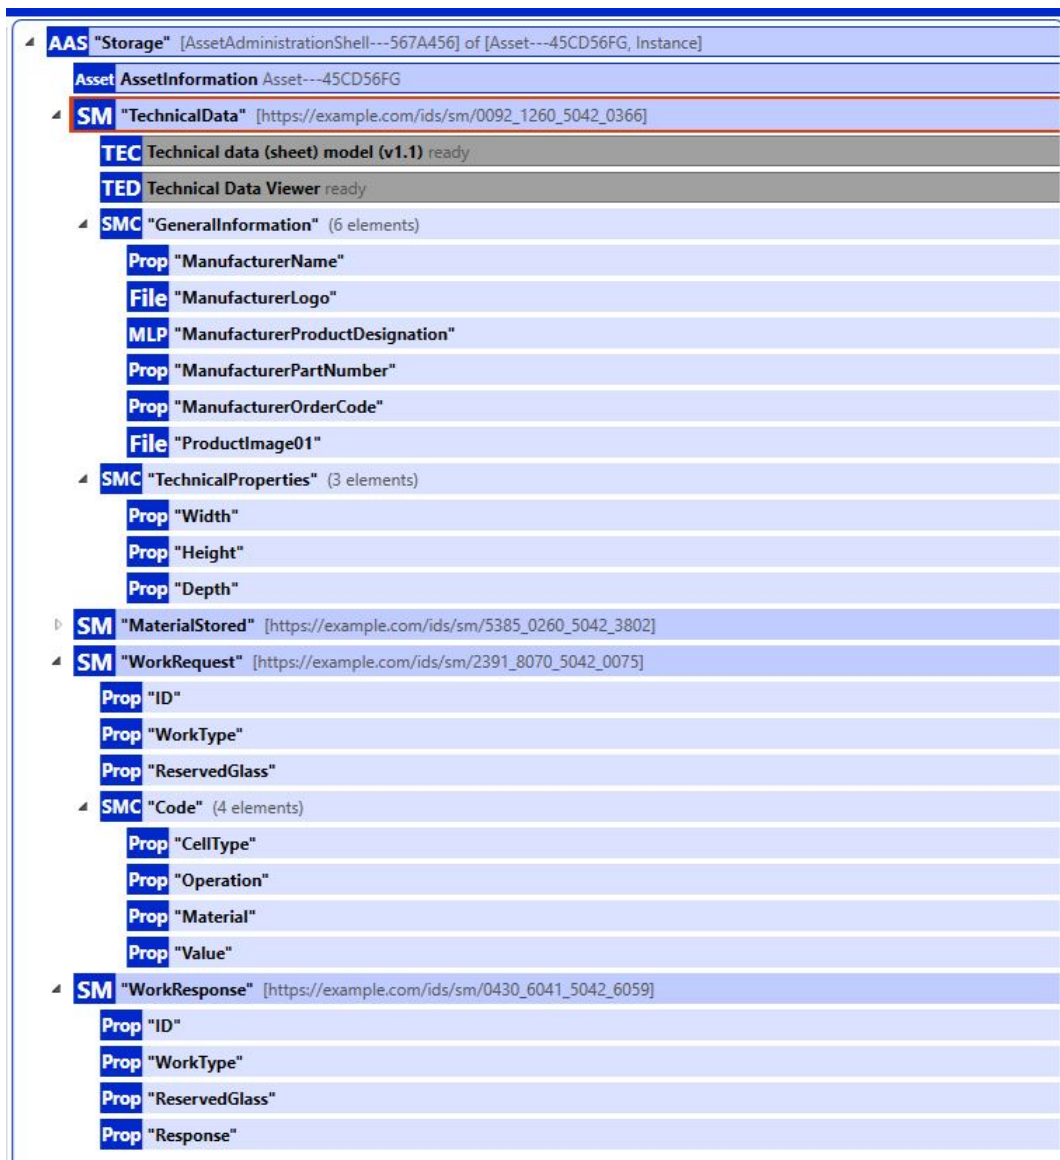 AAS "Storage" [AssetAdministrationShell---567A456] of [Asset---45CD56FG, Instance]
Asset AssetInformation Asset---45CD56FG
SM "TechnicalData" [https://example.com/ids/sm/0092_1260_5042_0366]
TEC Technical data (sheet) model (v1.1) ready
TED Technical Data Viewer ready
SMC "GeneralInformation" (6 elements)
Prop "ManufacturerName"
File "ManufacturerLogo"
MLP "ManufacturerProductDesignation"
Prop "ManufacturerPartNumber"
Prop "ManufacturerOrderCode"
File "ProductImage01"
SMC "TechnicalProperties" (3 elements)
Prop "Width"
Prop "Height"
Prop "Depth"
SM "MaterialStored" [https://example.com/ids/sm/5385_0260_5042_3802]
SM "WorkRequest" [https://example.com/ids/sm/2391_8070_5042_0075]
Prop "ID"
Prop "WorkType"
Prop "ReservedGlass"
SMC "Code" (4 elements)
Prop "CellType"
Prop "Operation"
Prop "Material"
Prop "Value"
SM "WorkResponse" [https://example.com/ids/sm/0430_6041_5042_6059]
Prop "ID"
Prop "WorkType"
Prop "ReservedGlass"
Prop "Response"